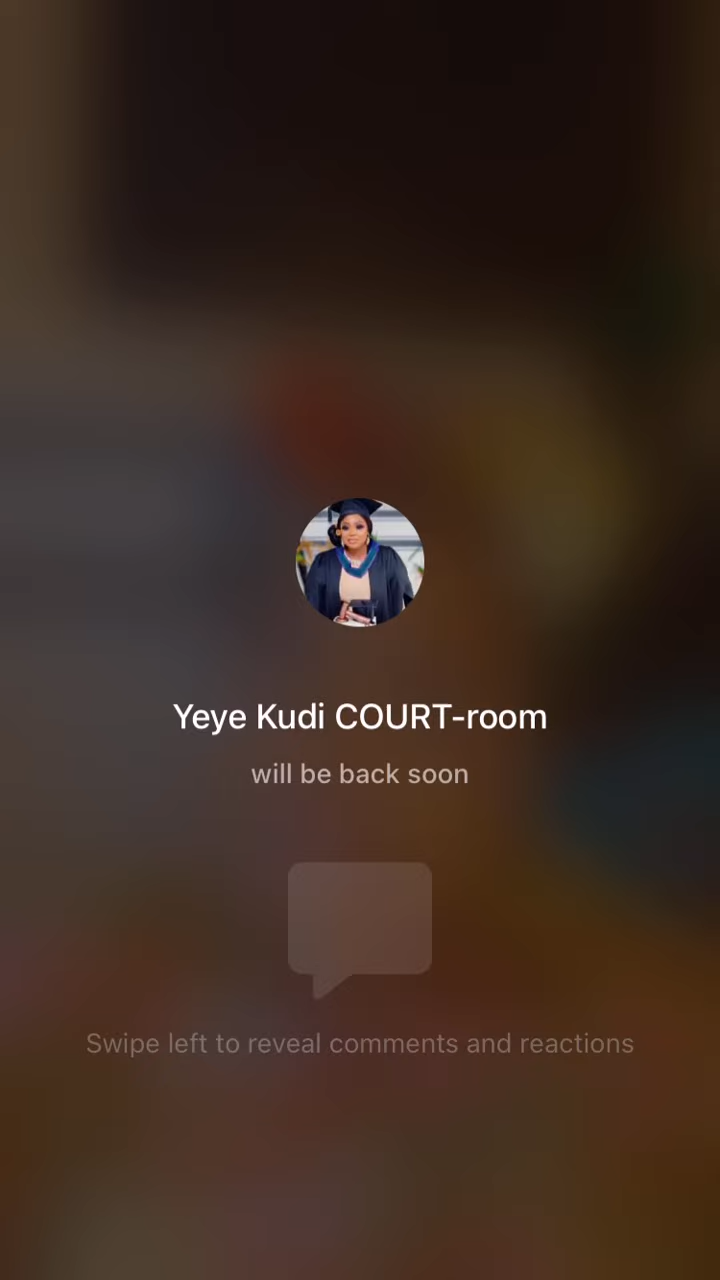 Yeye Kudi COURT-room
will be back soon
Swipe left to reveal comments and reactions